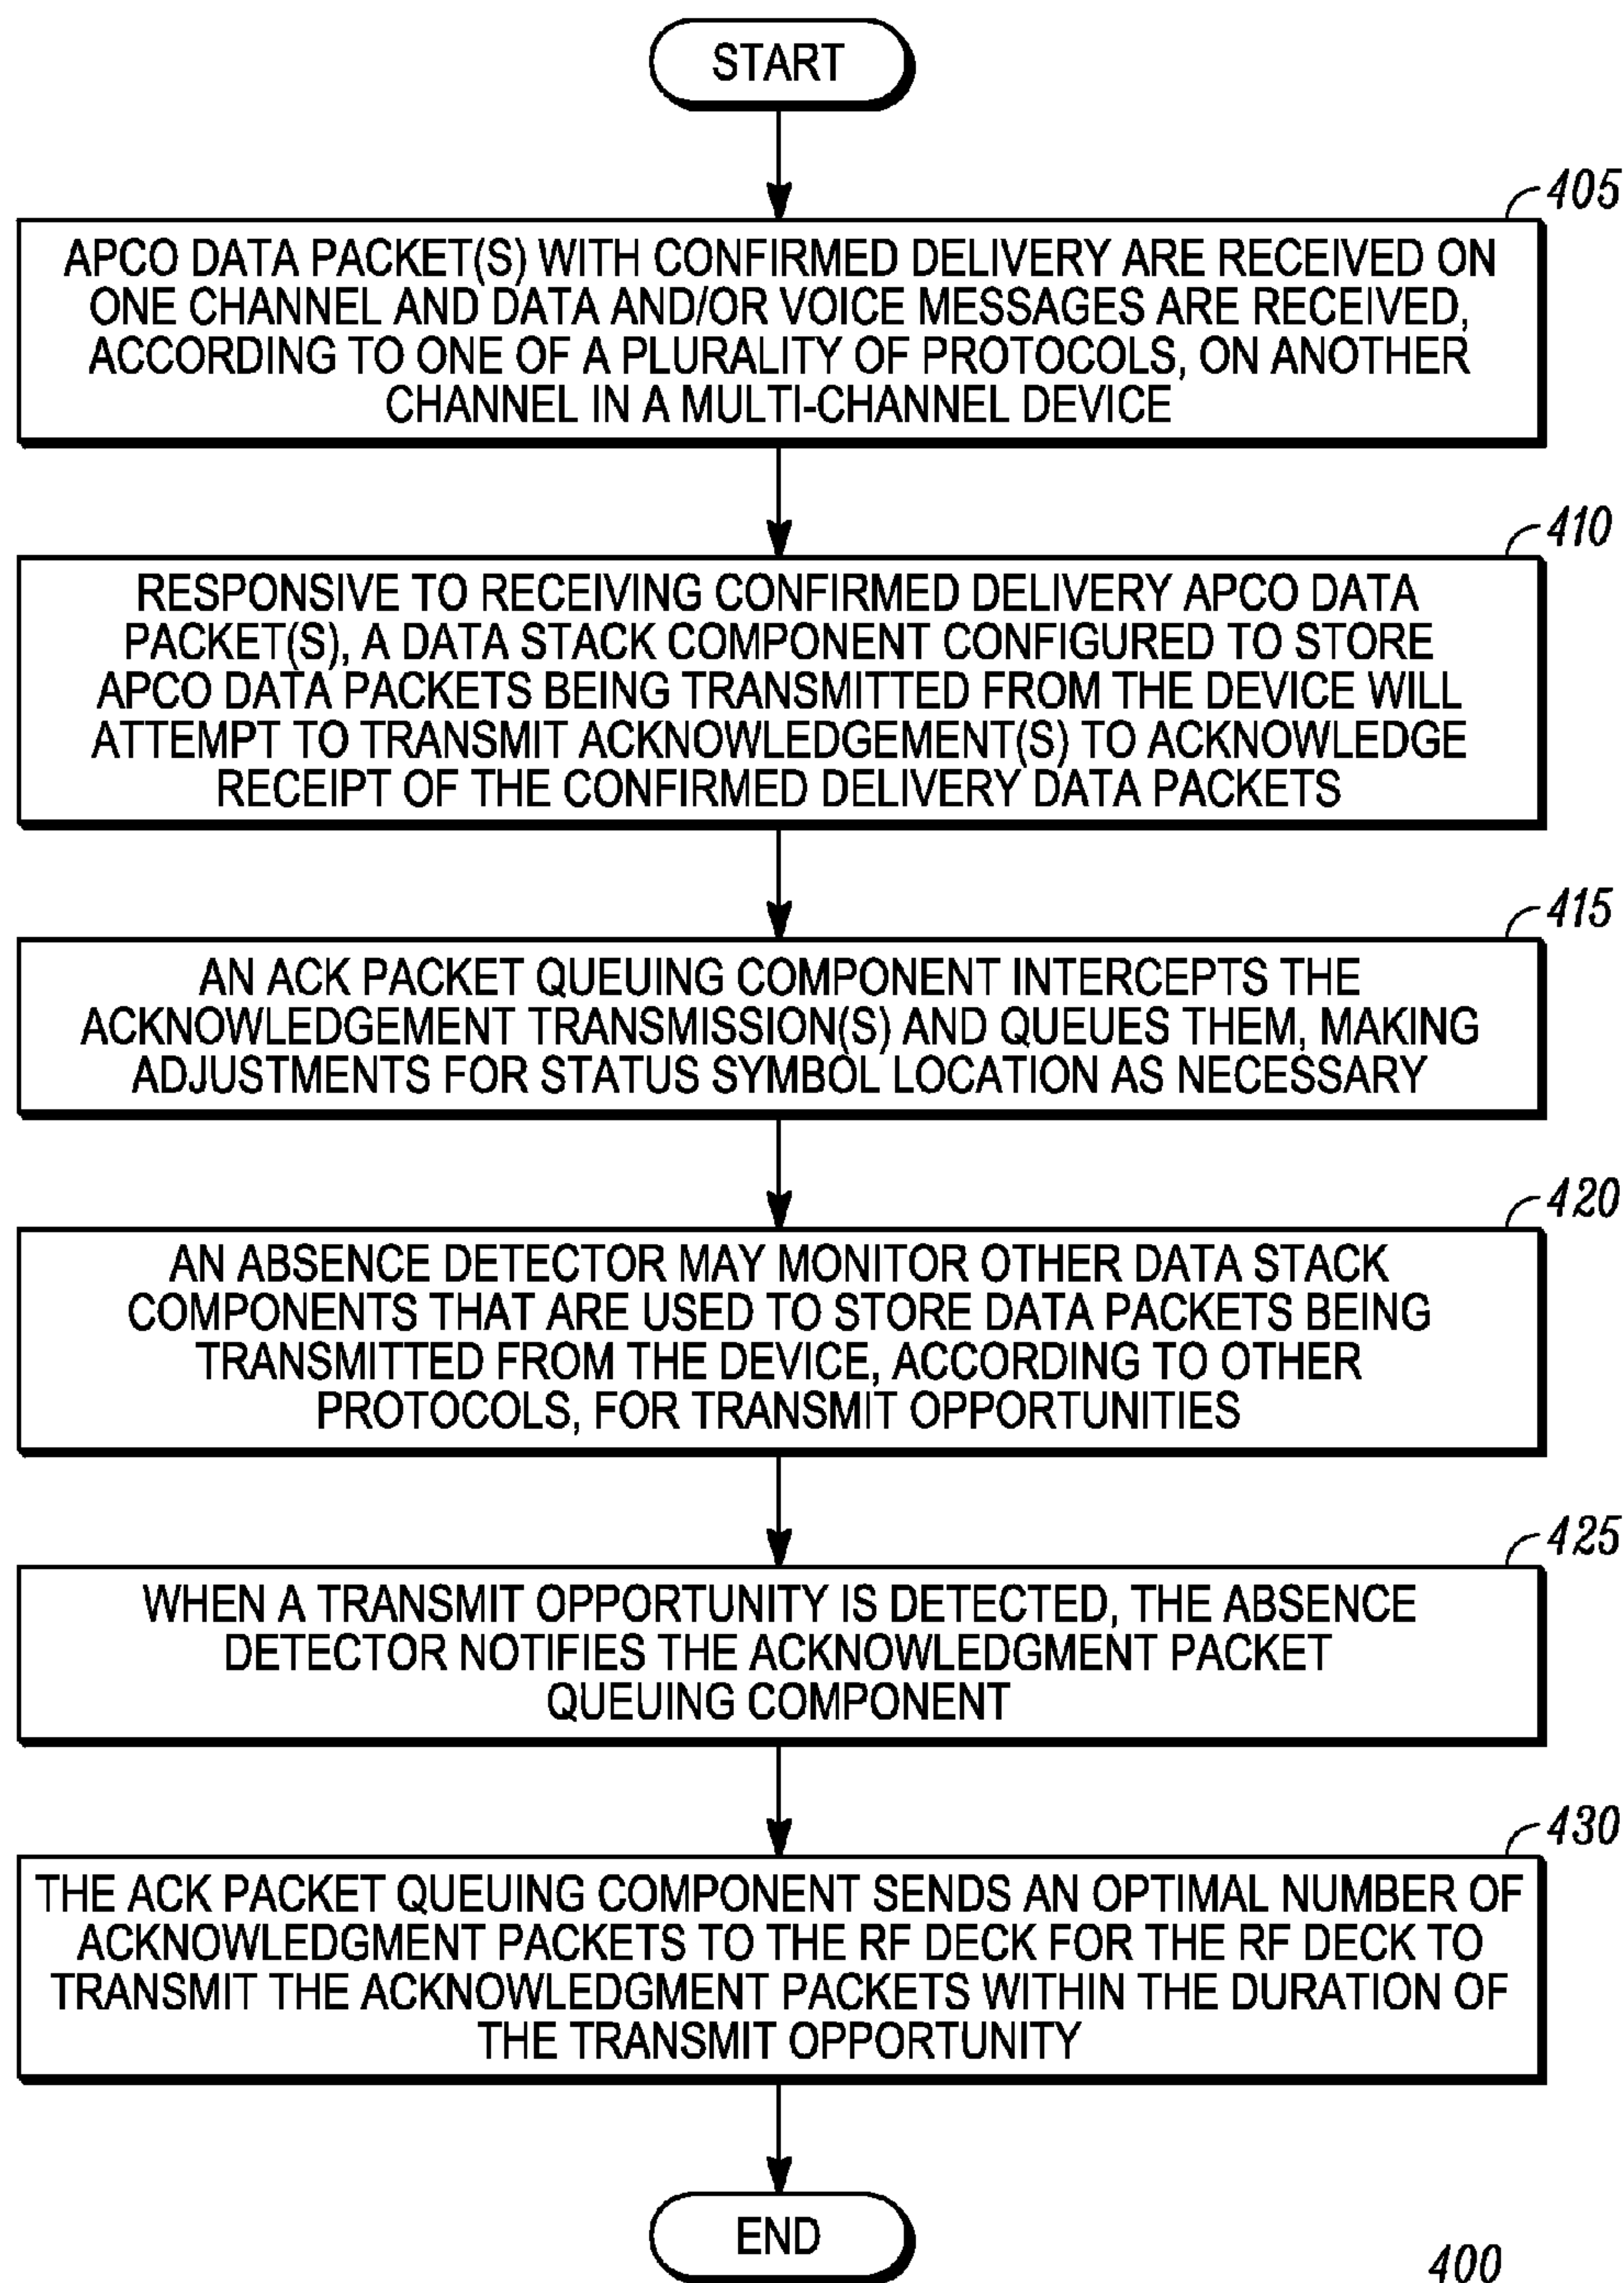 START
405
APCO DATA PACKET(S) WITH CONFIRMED DELIVERY ARE RECEIVED ON
ONE CHANNEL AND DATA AND/OR VOICE MESSAGES ARE RECEIVED,
ACCORDING TO ONE OF A PLURALITY OF PROTOCOLS, ON ANOTHER
CHANNEL IN A MULTI-CHANNEL DEVICE
410
RESPONSIVE TO RECEIVING CONFIRMED DELIVERY APCO DATA
PACKET(S), A DATA STACK COMPONENT CONFIGURED TO STORE
APCO DATA PACKETS BEING TRANSMITTED FROM THE DEVICE WILL
ATTEMPT TO TRANSMIT ACKNOWLEDGEMENT(S) TO ACKNOWLEDGE
RECEIPT OF THE CONFIRMED DELIVERY DATA PACKETS
415
AN ACK PACKET QUEUING COMPONENT INTERCEPTS THE
ACKNOWLEDGEMENT TRANSMISSION(S) AND QUEUES THEM, MAKING
ADJUSTMENTS FOR STATUS SYMBOL LOCATION AS NECESSARY
420
AN ABSENCE DETECTOR MAY MONITOR OTHER DATA STACK
COMPONENTS THAT ARE USED TO STORE DATA PACKETS BEING
TRANSMITTED FROM THE DEVICE, ACCORDING TO OTHER
PROTOCOLS, FOR TRANSMIT OPPORTUNITIES
425
WHEN A TRANSMIT OPPORTUNITY IS DETECTED, THE ABSENCE
DETECTOR NOTIFIES THE ACKNOWLEDGMENT PACKET
QUEUING COMPONENT
430
THE ACK PACKET QUEUING COMPONENT SENDS AN OPTIMAL NUMBER OF
ACKNOWLEDGMENT PACKETS TO THE RF DECK FOR THE RF DECK TO
TRANSMIT THE ACKNOWLEDGMENT PACKETS WITHIN THE DURATION OF
THE TRANSMIT OPPORTUNITY
END
400